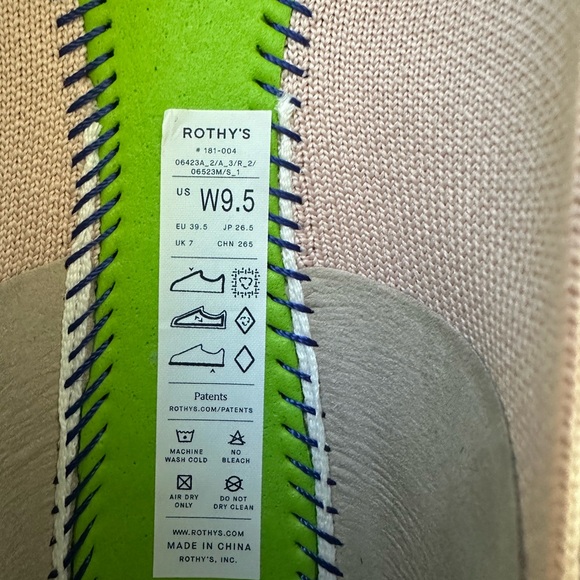 ROTHY'S
# 181-004
06423A_2/A_3/R_2/
06523M/S_1
US W9.5
EU 39.5 JP 26.5
UK 7 CHN 265
Patents
ROTHYS.COM/PATENTS
MACHINE NO
WASH COLD BLEACH
AIR DRY DO NOT
ONLY DRY CLEAN
WWW.ROTHYS.COM
MADE IN CHINA
ROTHY'S, INC.